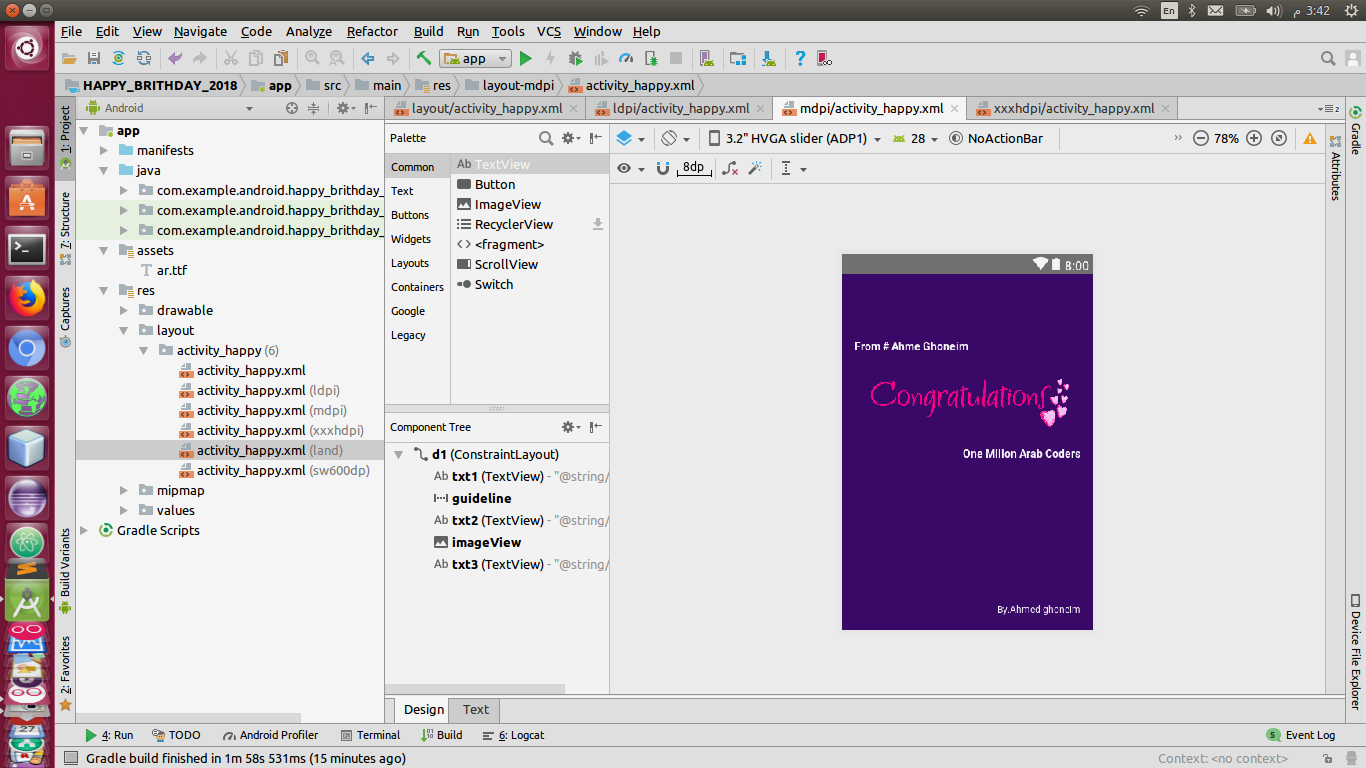 En
3:42 م
File Edit View Navigate Code Analyze Refactor Build Run Tools VCS Window Help
app
HAPPY_BRITHDAY_2018 app src main res layout-mdpi activity_happy.xml
Android
layout/activity_happy.xml ldpi/activity_happy.xml mdpi/activity_happy.xml xxxhdpi/activity_happy.xml
1: Project
7: Structure
Captures
Build Variants
2: Favorites
app
manifests
java
com.example.android.happy_brithday_
com.example.android.happy_brithday_
com.example.android.happy_brithday_
assets
ar.ttf
res
drawable
layout
activity_happy (6)
activity_happy.xml
activity_happy.xml (ldpi)
activity_happy.xml (mdpi)
activity_happy.xml (xxxhdpi)
activity_happy.xml (land)
activity_happy.xml (sw600dp)
mipmap
values
Gradle Scripts
Palette
Common
Text
Buttons
Widgets
Layouts
Containers
Google
Legacy
Ab TextView
Button
ImageView
RecyclerView
<fragment>
ScrollView
Switch
Component Tree
d1 (ConstraintLayout)
Ab txt1 (TextView) - "@string/
guideline
Ab txt2 (TextView) - "@string/
imageView
Ab txt3 (TextView) - "@string/
3.2" HVGA slider (ADP1) 28 NoActionBar 78%
8dp
8:00
From # Ahme Ghoneim
Congratulations
One Millon Arab Coders
By.Ahmed ghoneim
Gradle
Attributes
Device File Explorer
Design Text
4: Run TODO Android Profiler Terminal Build 6: Logcat Event Log
Gradle build finished in 1m 58s 531ms (15 minutes ago) Context: <no context>
27